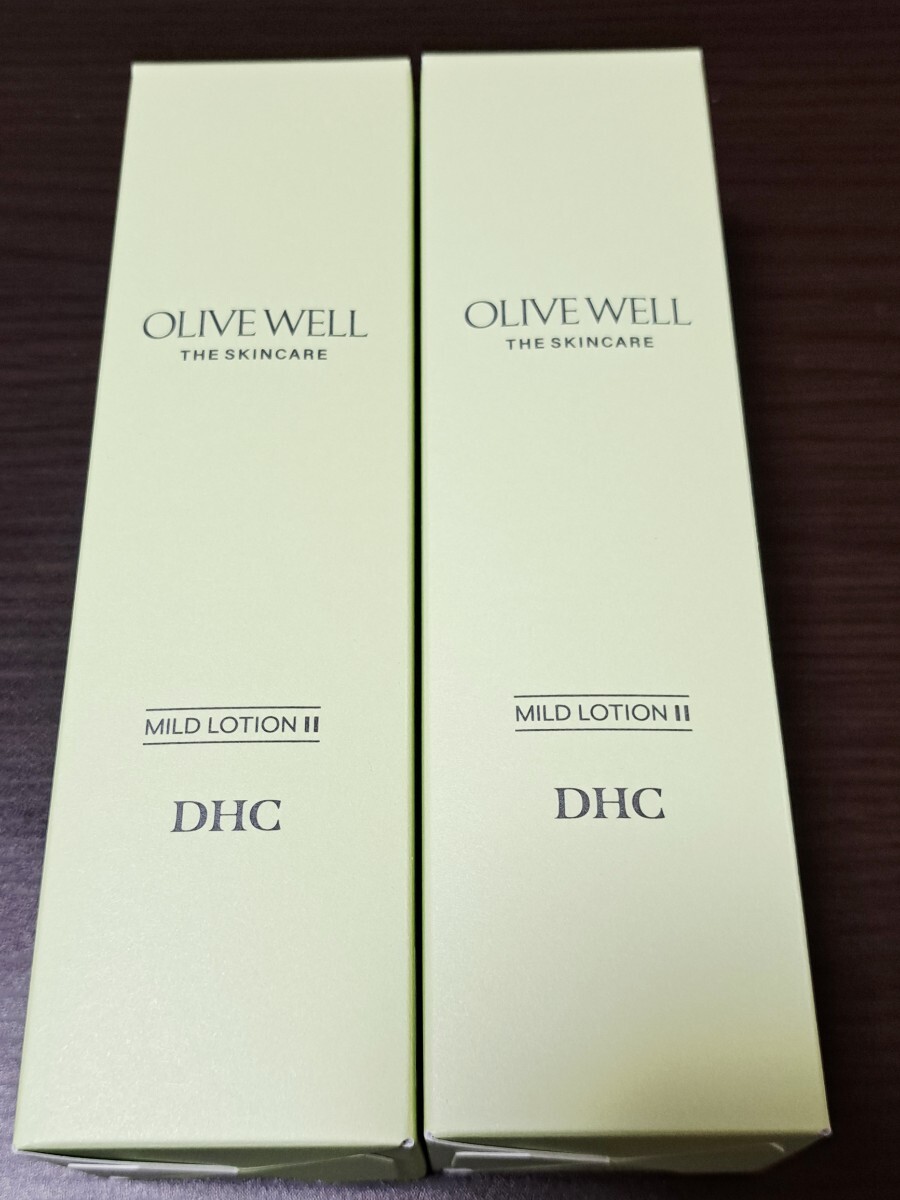 OLIVE WELL
THE SKINCARE
MILD LOTION II
DHC
OLIVE WELL
THE SKINCARE
MILD LOTION II
DHC